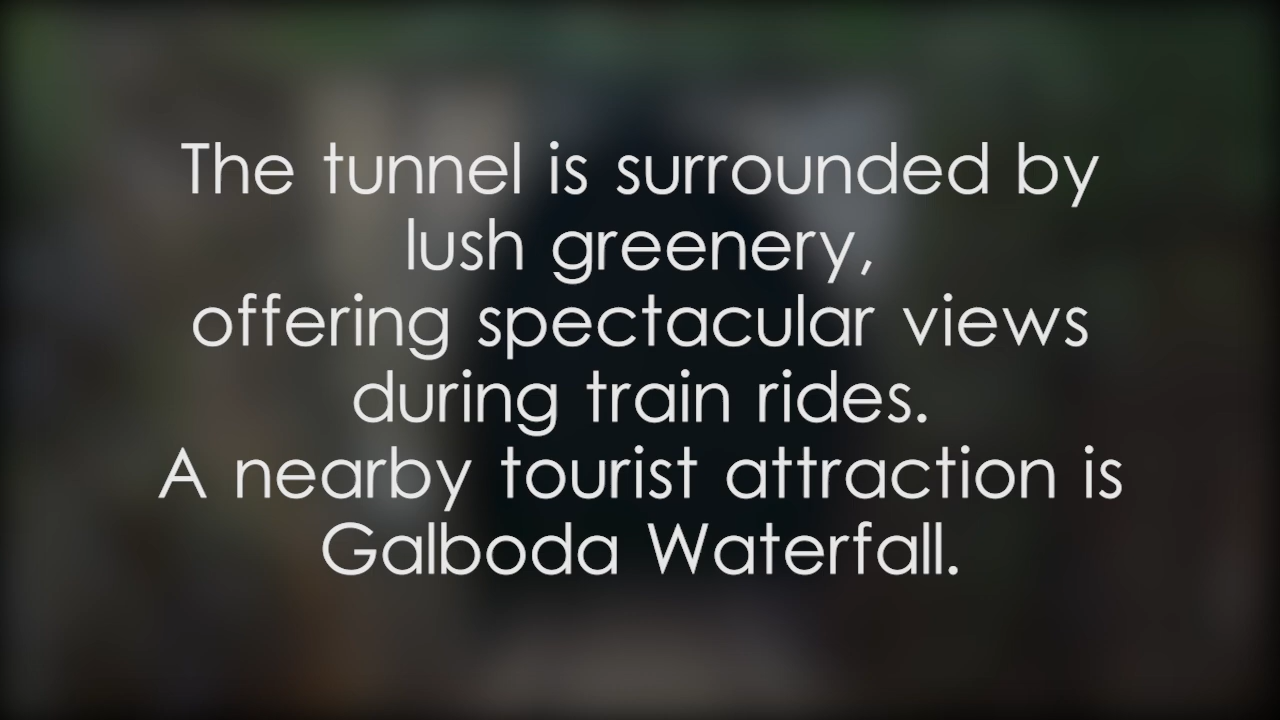 The tunnel is surrounded by
lush greenery,
offering spectacular views
during train rides.
A nearby tourist attraction is
Galboda Waterfall.